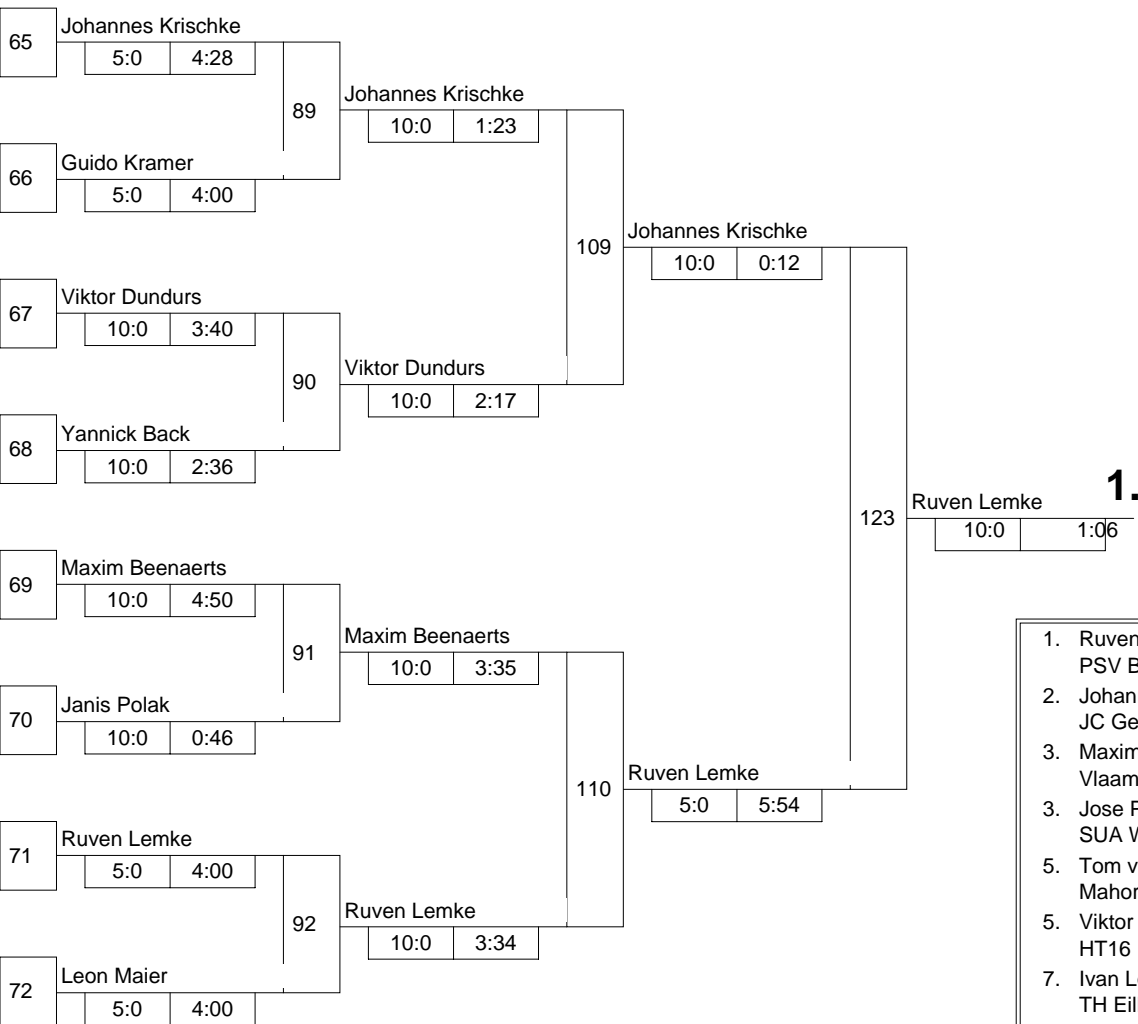 65
Johannes Krischke
5:0 4:28
89
Johannes Krischke
10:0 1:23
66
Guido Kramer
5:0 4:00
109
Johannes Krischke
10:0 0:12
67
Viktor Dundurs
10:0 3:40
90
Viktor Dundurs
10:0 2:17
68
Yannick Back
10:0 2:36
123
Ruven Lemke
1.
10:0 1:06
69
Maxim Beenaerts
10:0 4:50
91
Maxim Beenaerts
10:0 3:35
70
Janis Polak
10:0 0:46
110
Ruven Lemke
5:0 5:54
71
Ruven Lemke
5:0 4:00
92
Ruven Lemke
10:0 3:34
72
Leon Maier
5:0 4:00
1. Ruven
PSV
2. Johan
JC Ge
3. Maxim
Vlaam
3. Jose
SUA
5. Tom v
Mahor
5. Viktor
HT16
7. Ivan
TH Eil